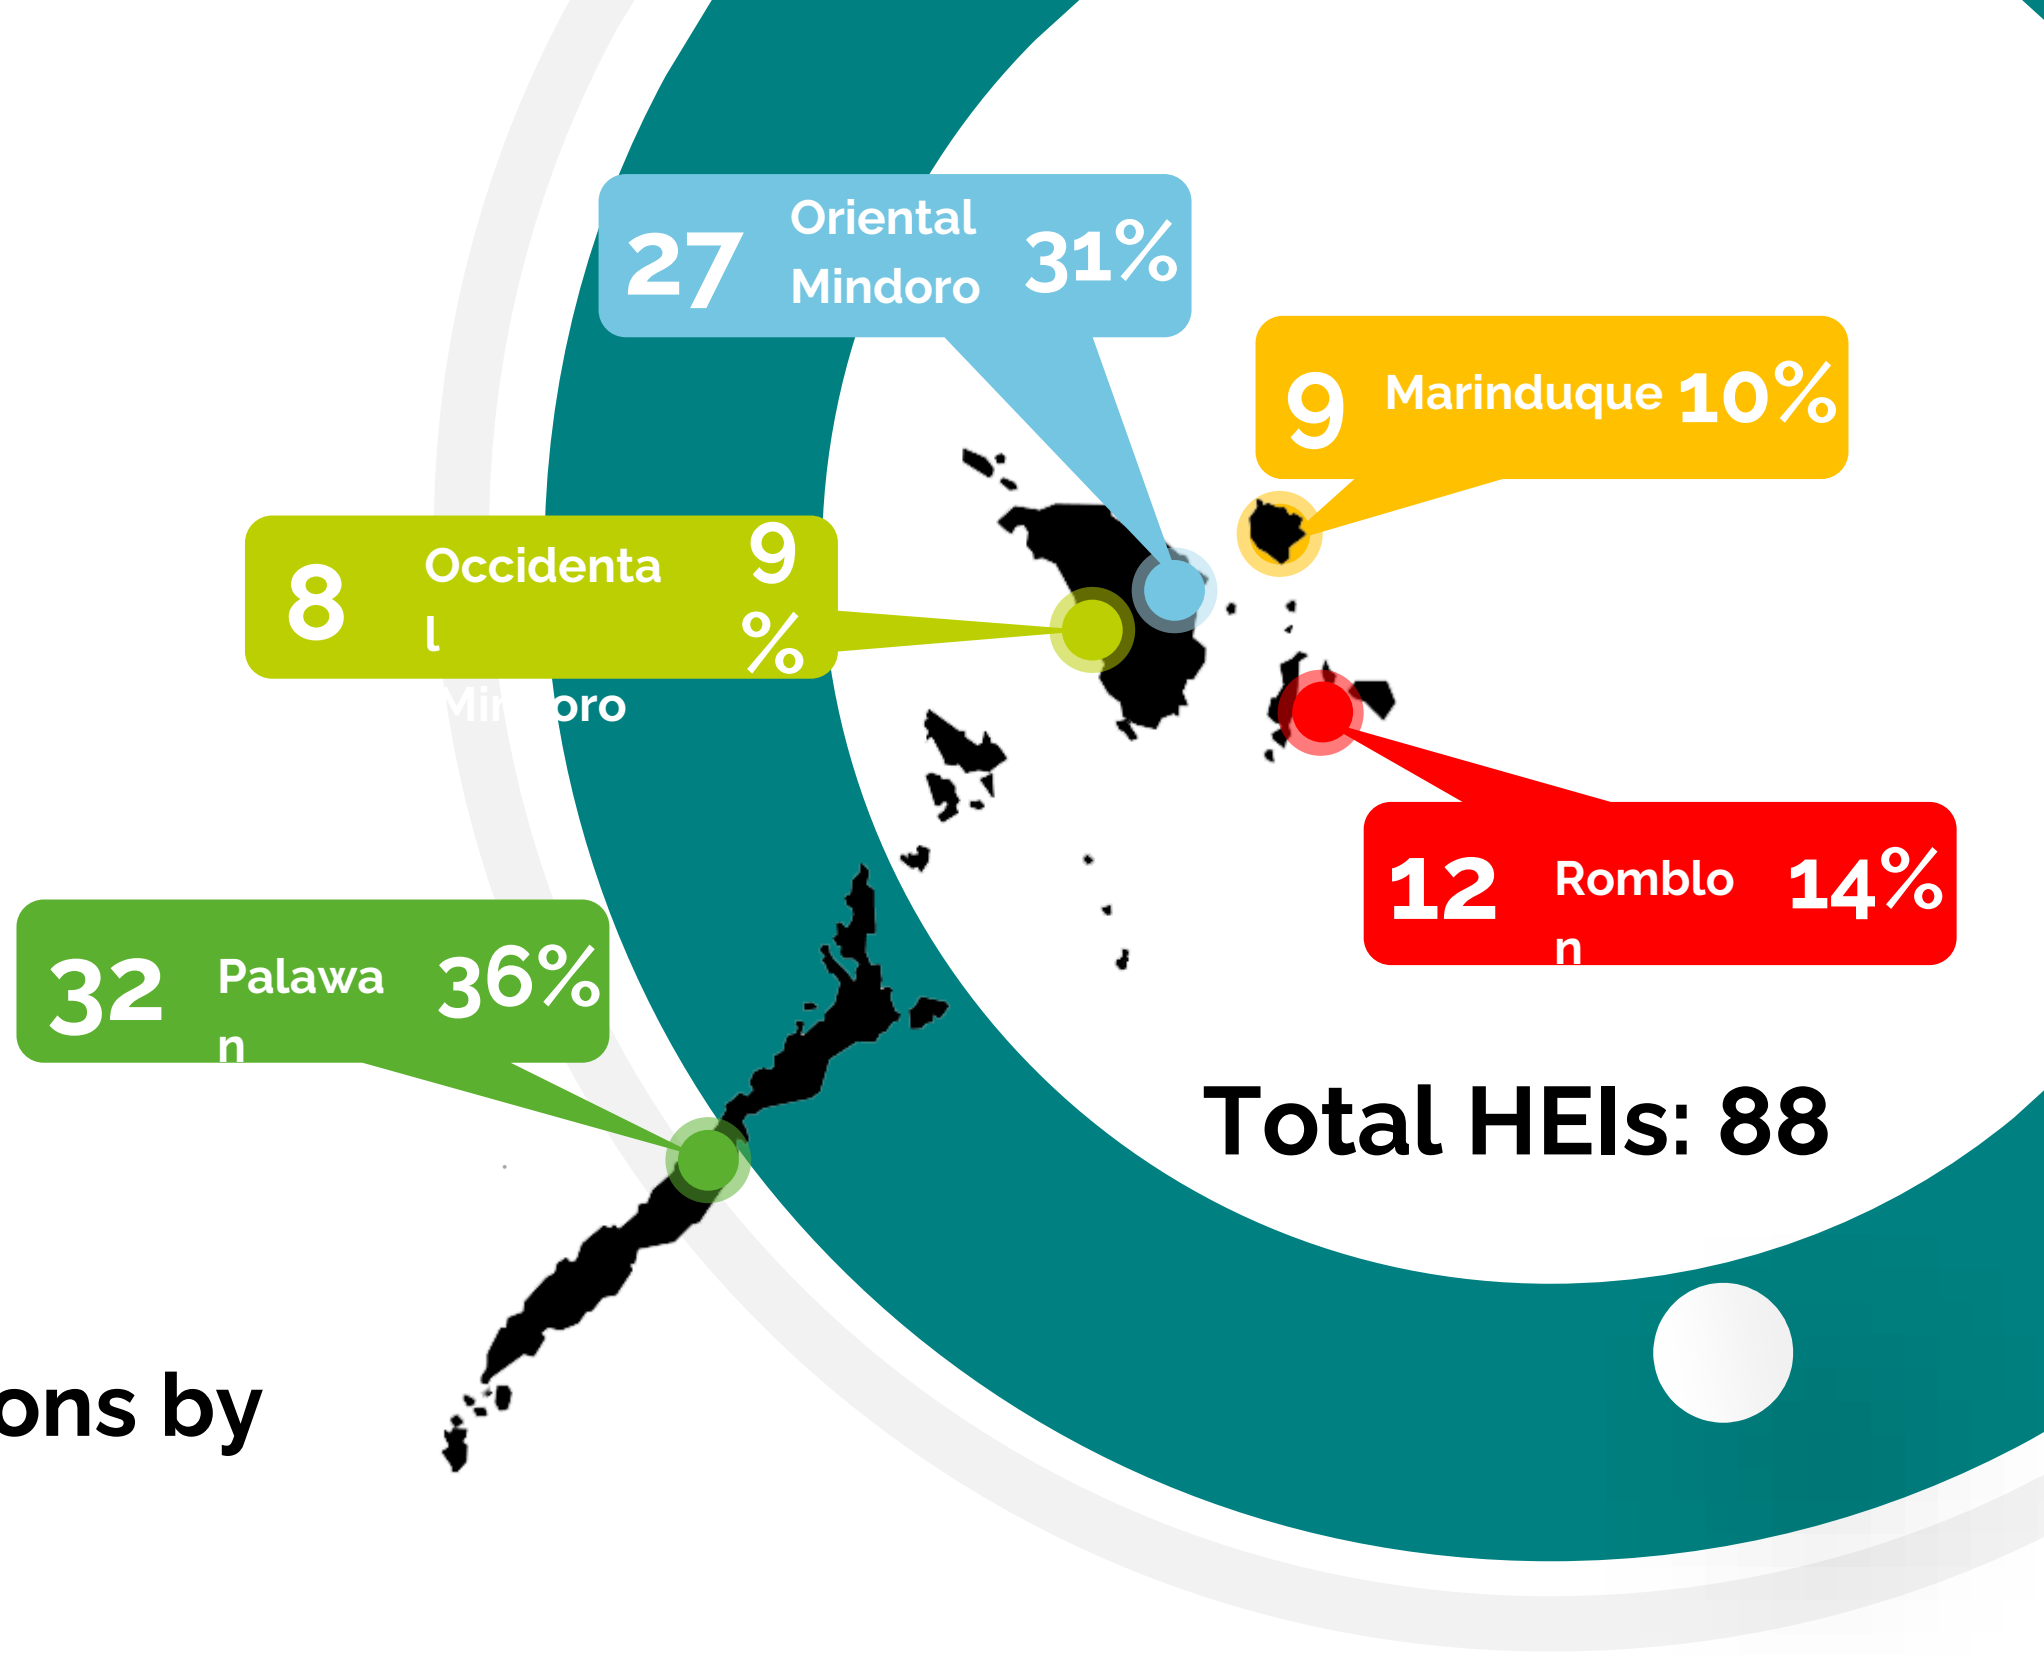 27
Oriental
Mindoro
31%
9
Marinduque
10%
8
Occidenta
l
Mindoro
9
%
12
Romblo
n
14%
32
Palawa
n
36%
Total HEIs: 88
ons by